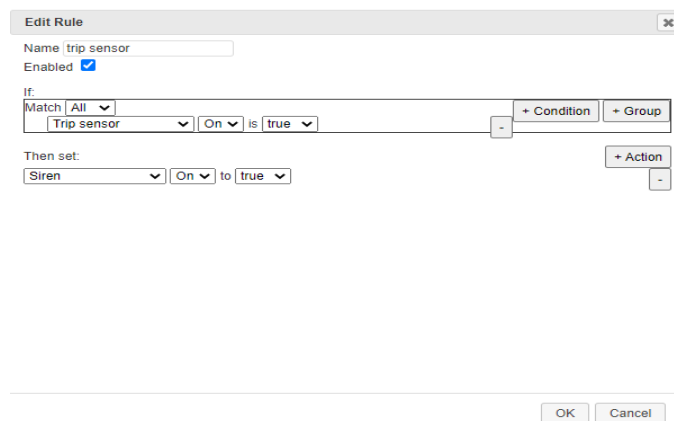 Edit Rule
Name trip sensor
Enabled
If:
Match All + Condition + Group
Trip sensor On is true -
Then set: + Action
Siren On to true -
OK Cancel